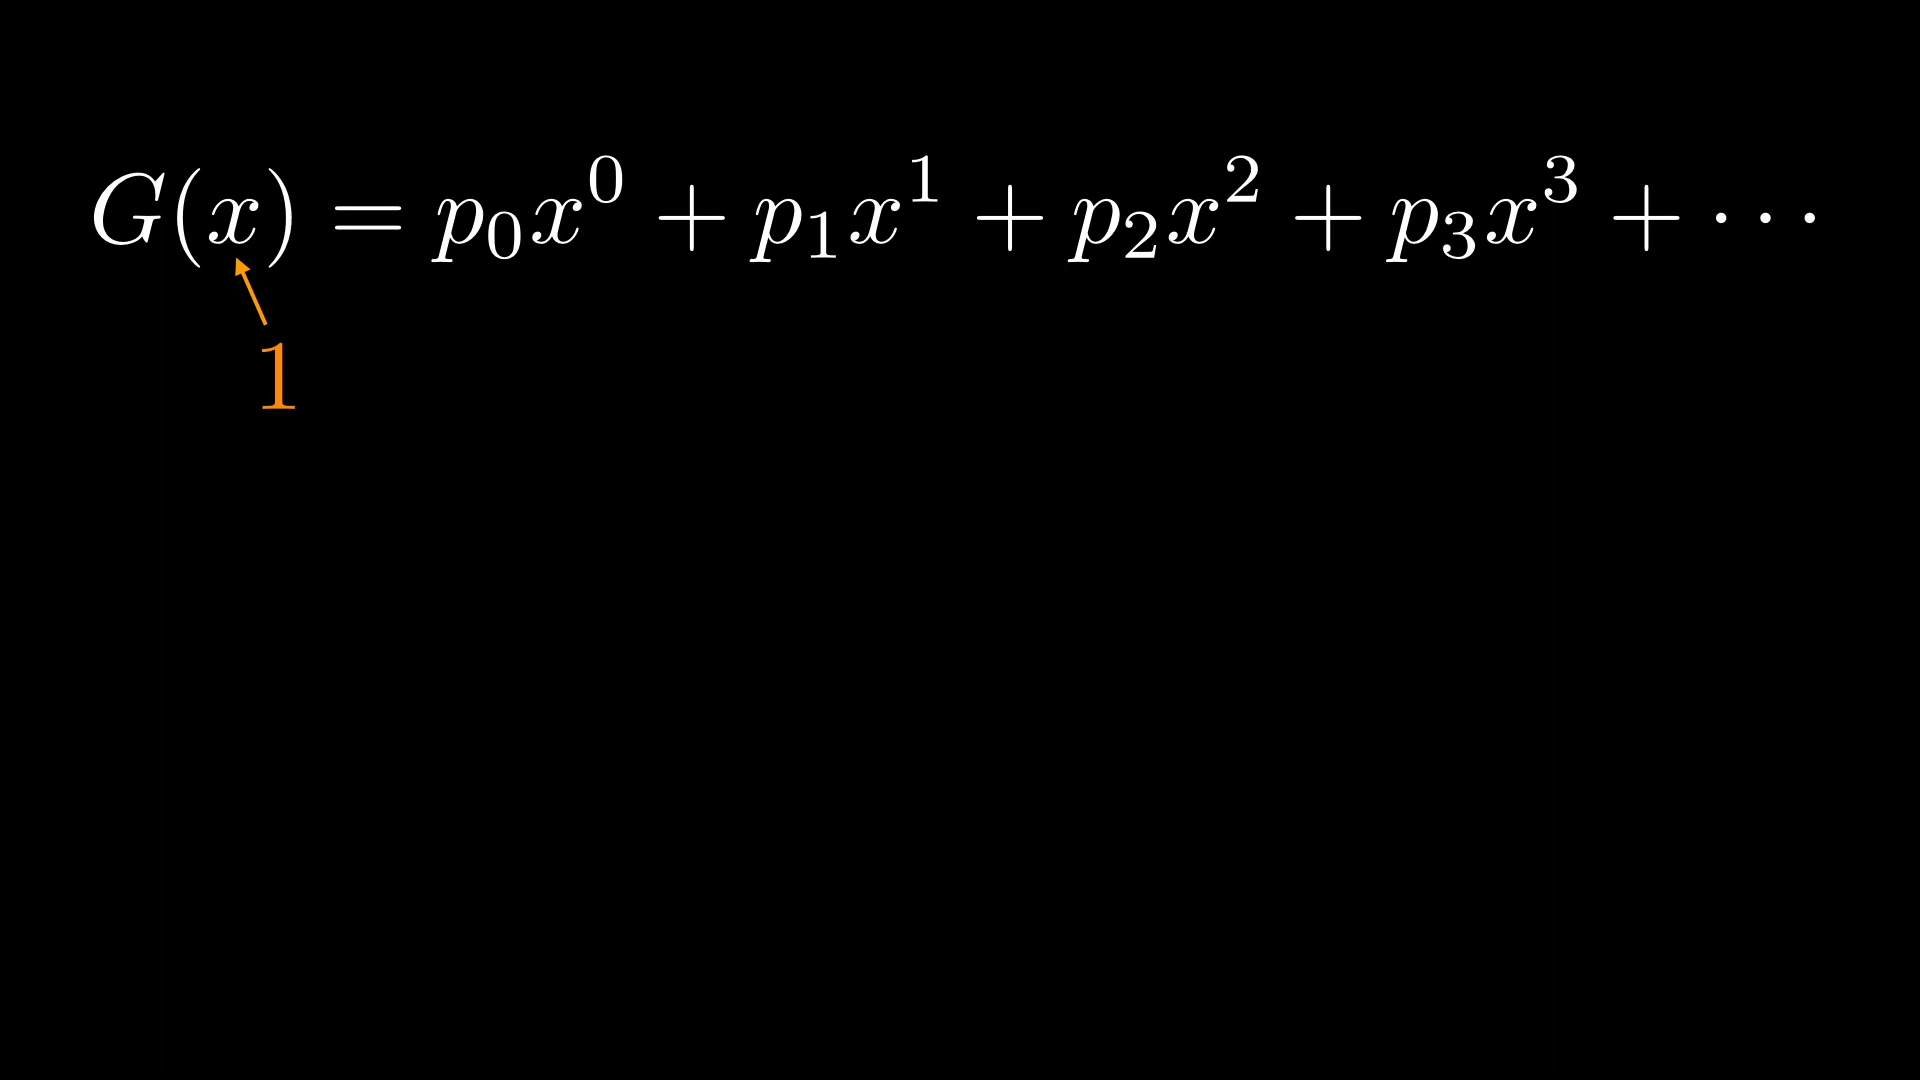 G(x) = p₀x⁰ + p₁x¹ + p₂x² + p₃x³ + ⋯
1